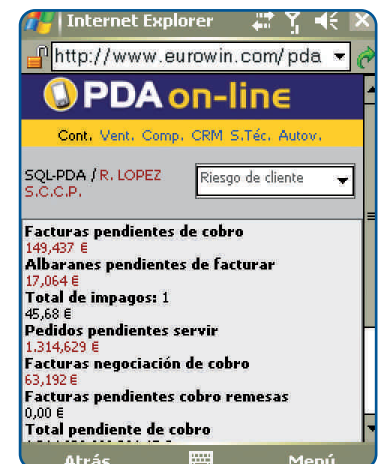 Internet Explorer
http://www.eurowin.com/pda
PDA on-line
Cont. Vent. Comp. CRM S.Téc. Autov.
SQL-PDA / R. LOPEZ
S.C.C.P.
Riesgo de cliente
Facturas pendientes de cobro
149,437 €
Albaranes pendientes de facturar
17,064 €
Total de impagos: 1
45,68 €
Pedidos pendientes servir
1.314,629 €
Facturas negociación de cobro
63,192 €
Facturas pendientes cobro remesas
0,00 €
Total pendiente de cobro
Atrás Menú